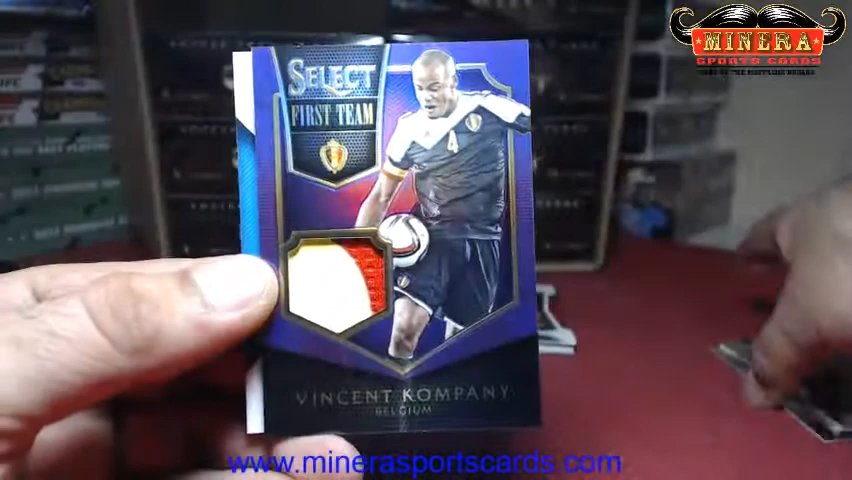 MINERA
SPORTS CARDS
SELECT
FIRST TEAM
4
VINCENT KOMPANY
BELGIUM
www.minerasportscards.com